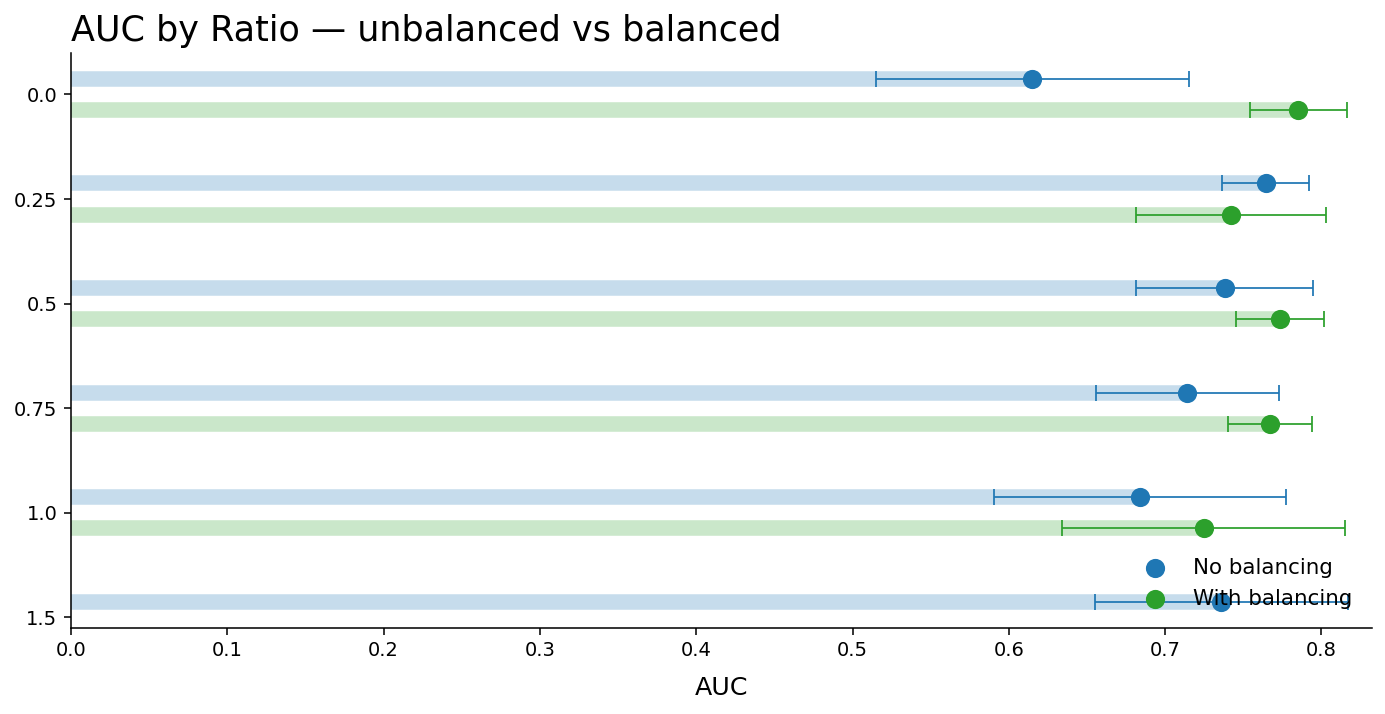 AUC by Ratio — unbalanced vs balanced
0.0
0.25
0.5
0.75
1.0
1.5
No balancing
With balancing
0.0 0.1 0.2 0.3 0.4 0.5 0.6 0.7 0.8
AUC